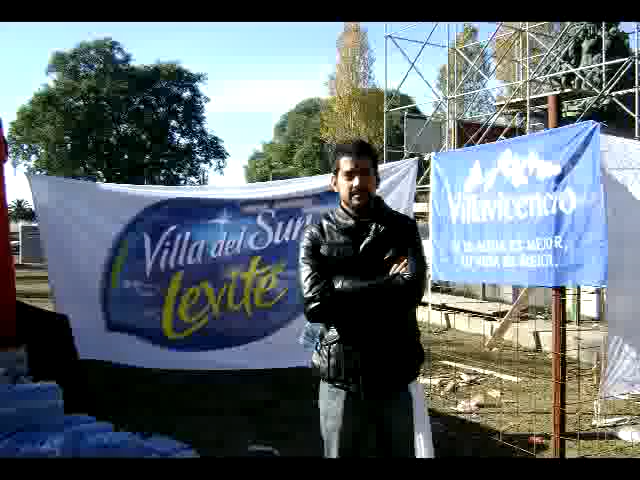 Villa del Sur
Levité
Villavicencio
SI TU AGUA ES MEJOR,
TU VIDA ES MEJOR.